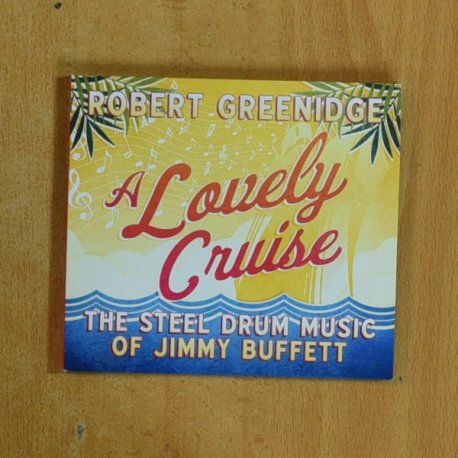 ROBERT GREENIDGE
A Lovely
Cruise
THE STEEL DRUM MUSIC
OF JIMMY BUFFETT